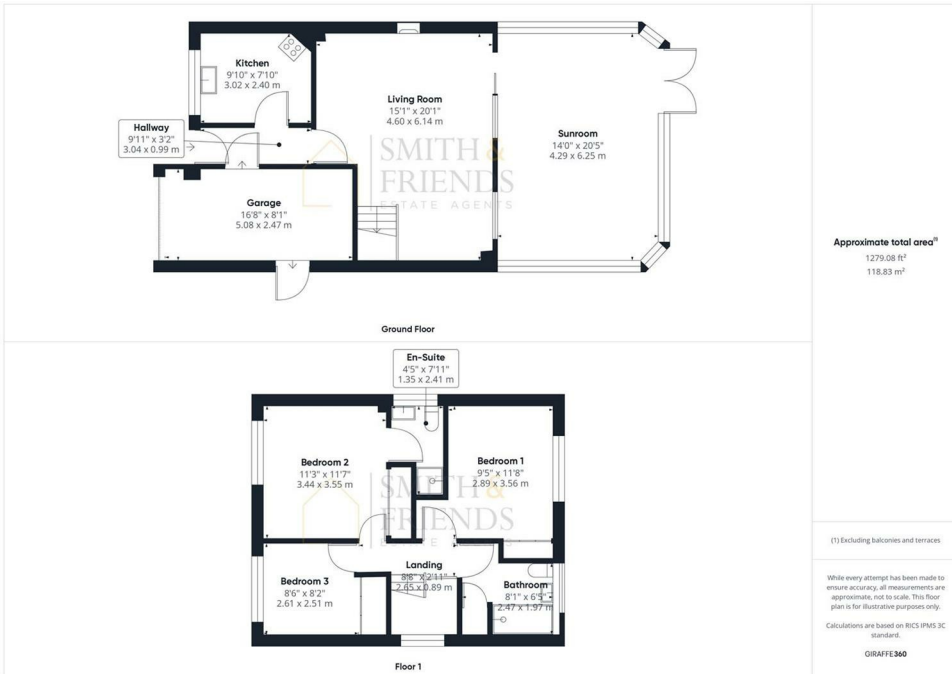 Kitchen
9'10" x 7'10"
3.02 x 2.40 m
Living Room
15'1" x 20'1"
4.60 x 6.14 m
Hallway
9'11" x 3'2"
3.04 x 0.99 m
Sunroom
14'0" x 20'5"
4.29 x 6.25 m
SMITH &
FRIENDS
ESTATE AGENTS
Garage
16'8" x 8'1"
5.08 x 2.47 m
Ground Floor
Approximate total area(1)
1279.08 ft²
118.83 m²
En-Suite
4'5" x 7'11"
1.35 x 2.41 m
Bedroom 2
11'3" x 11'7"
3.44 x 3.55 m
Bedroom 1
9'5" x 11'8"
2.89 x 3.56 m
SMITH &
FRIENDS
ESTATE AGENTS
Landing
8'8" x 2'11"
2.65 x 0.89 m
Bedroom 3
8'6" x 8'2"
2.61 x 2.51 m
Bathroom
8'1" x 6'5"
2.47 x 1.97 m
Floor 1
(1) Excluding balconies and terraces
While every attempt has been made to
ensure accuracy, all measurements are
approximate, not to scale. This floor
plan is for illustrative purposes only.
Calculations are based on RICS IPMS 3C
standard.
GIRAFFE360